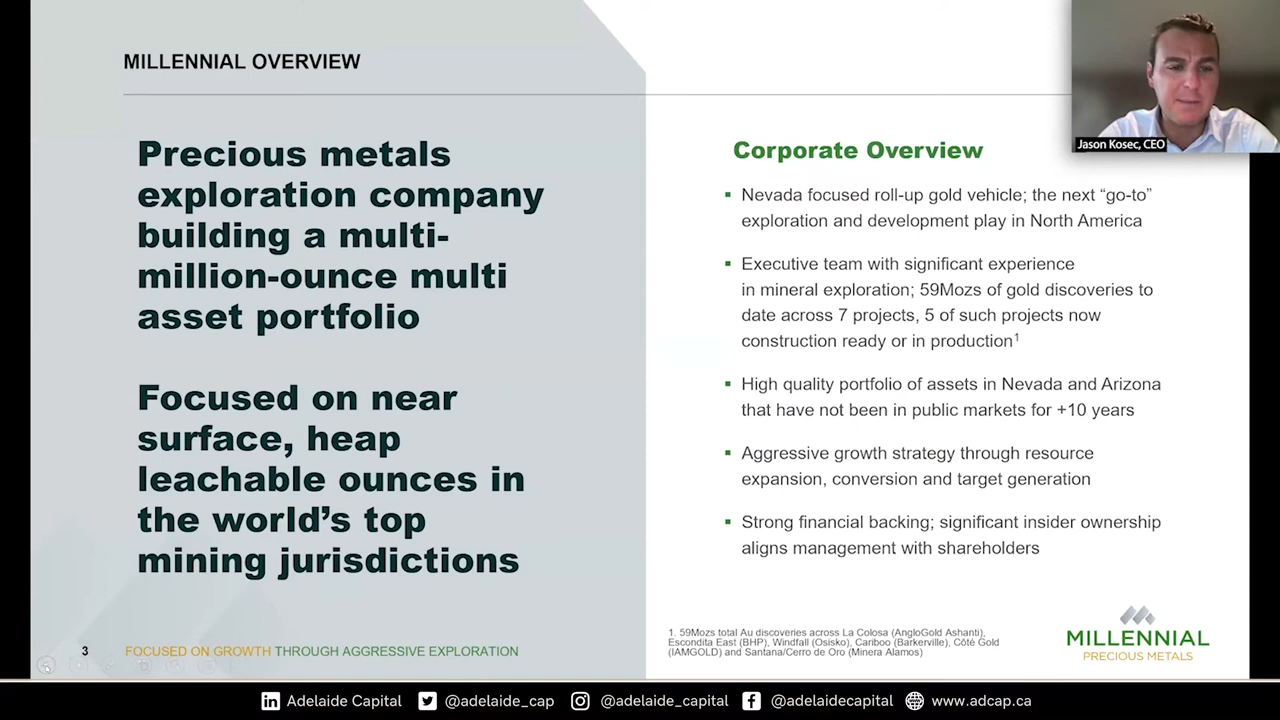 MILLENNIAL OVERVIEW
Precious metals
exploration company
building a multi-
million-ounce multi
asset portfolio
Focused on near
surface, heap
leachable ounces in
the world's top
mining jurisdictions
Jason Kosec, CEO
Corporate Overview
▪ Nevada focused roll-up gold vehicle; the next “go-to”
exploration and development play in North America
▪ Executive team with significant experience
in mineral exploration; 59Mozs of gold discoveries to
date across 7 projects, 5 of such projects now
construction ready or in production¹
▪ High quality portfolio of assets in Nevada and Arizona
that have not been in public markets for +10 years
▪ Aggressive growth strategy through resource
expansion, conversion and target generation
▪ Strong financial backing; significant insider ownership
aligns management with shareholders
1. 59Mozs total Au discoveries across La Colosa (AngloGold Ashanti),
Escondita East (BHP), Windfall (Osisko), Cariboo (Barkerville), Côté Gold
(IAMGOLD) and Santana/Cerro de Oro (Minera Alamos)
MILLENNIAL
PRECIOUS METALS
3 FOCUSED ON GROWTH THROUGH AGGRESSIVE EXPLORATION
Adelaide Capital @adelaide_cap @adelaide_capital @adelaidecapital www.adcap.ca